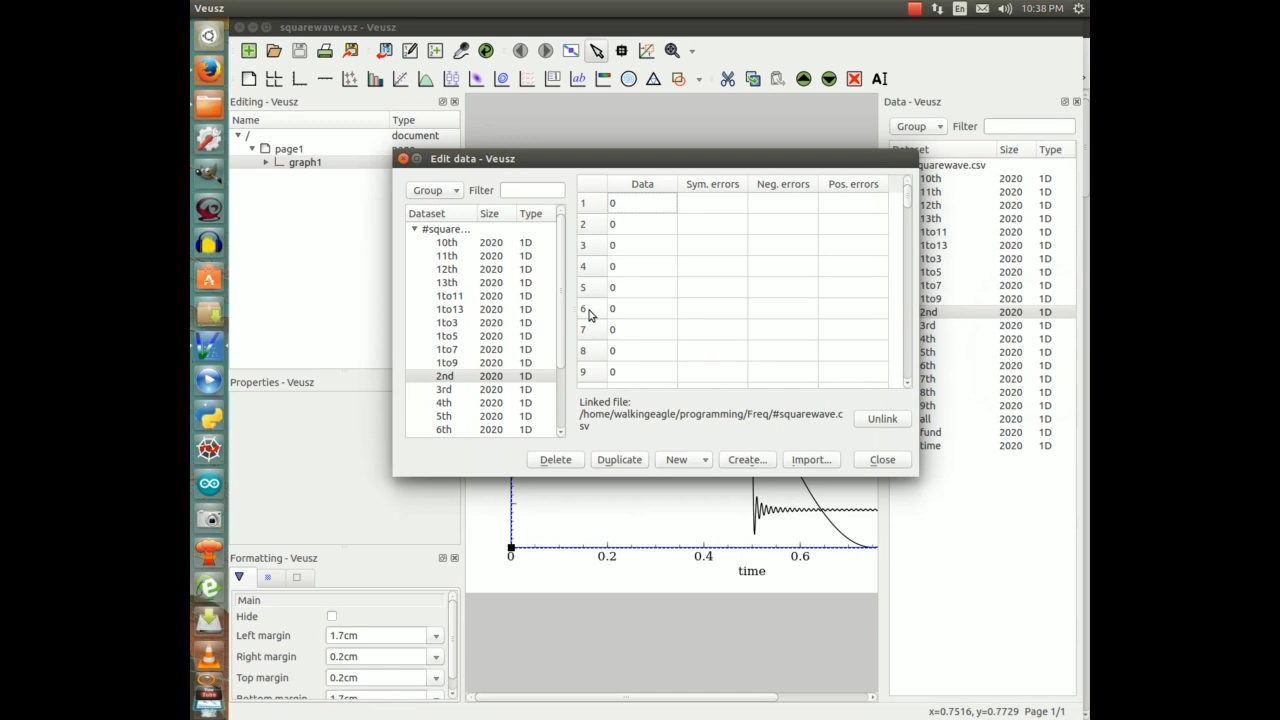 Veusz
En
10:38 PM
squarewave.vsz - Veusz
ab
AI
Editing - Veusz
Name Type
/ document
page1
graph1
Properties - Veusz
Formatting - Veusz
Main
Hide
Left margin 1.7cm
Right margin 0.2cm
Top margin 0.2cm
Bottom margin 1.7cm
Edit data - Veusz
Group Filter
Dataset Size Type
#square...
10th 2020 1D
11th 2020 1D
12th 2020 1D
13th 2020 1D
1to11 2020 1D
1to13 2020 1D
1to3 2020 1D
1to5 2020 1D
1to7 2020 1D
1to9 2020 1D
2nd 2020 1D
3rd 2020 1D
4th 2020 1D
5th 2020 1D
6th 2020 1D
Data Sym. errors Neg. errors Pos. errors
1 0
2 0
3 0
4 0
5 0
6 0
7 0
8 0
9 0
Linked file:
/home/walkingeagle/programming/Freq/#squarewave.c
sv
Unlink
Delete Duplicate New Create... Import... Close
0 0.2 0.4 0.6
time
Data - Veusz
Group Filter
Dataset Size Type
quarewave.csv
10th 2020 1D
11th 2020 1D
12th 2020 1D
13th 2020 1D
1to11 2020 1D
1to13 2020 1D
1to3 2020 1D
1to5 2020 1D
1to7 2020 1D
1to9 2020 1D
2nd 2020 1D
3rd 2020 1D
4th 2020 1D
5th 2020 1D
6th 2020 1D
7th 2020 1D
8th 2020 1D
9th 2020 1D
all 2020 1D
fund 2020 1D
time 2020 1D
x=0.7516, y=0.7729 Page 1/1